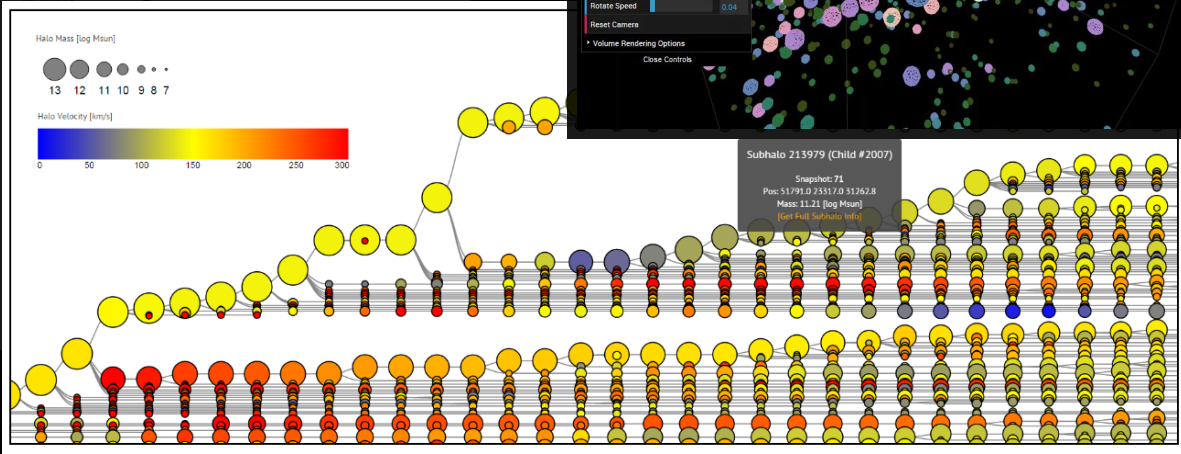 Rotate Speed 0.04
Reset Camera
Volume Rendering Options
Close Controls
Halo Mass [log Msun]
13 12 11 10 9 8 7
Halo Velocity [km/s]
0 50 100 150 200 250 300
Subhalo 213979 (Child #2007)
Snapshot: 71
Pos: 51791.0 23317.0 31262.8
Mass: 11.21 [log Msun]
[Get Full Subhalo Info]